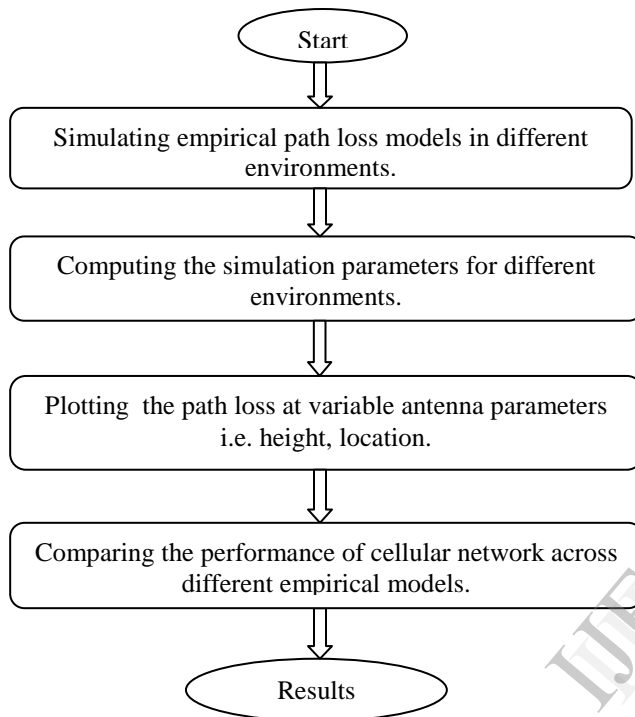 Start
Simulating empirical path loss models in different
environments.
Computing the simulation parameters for different
environments.
Plotting the path loss at variable antenna parameters
i.e. height, location.
Comparing the performance of cellular network across
different empirical models.
Results